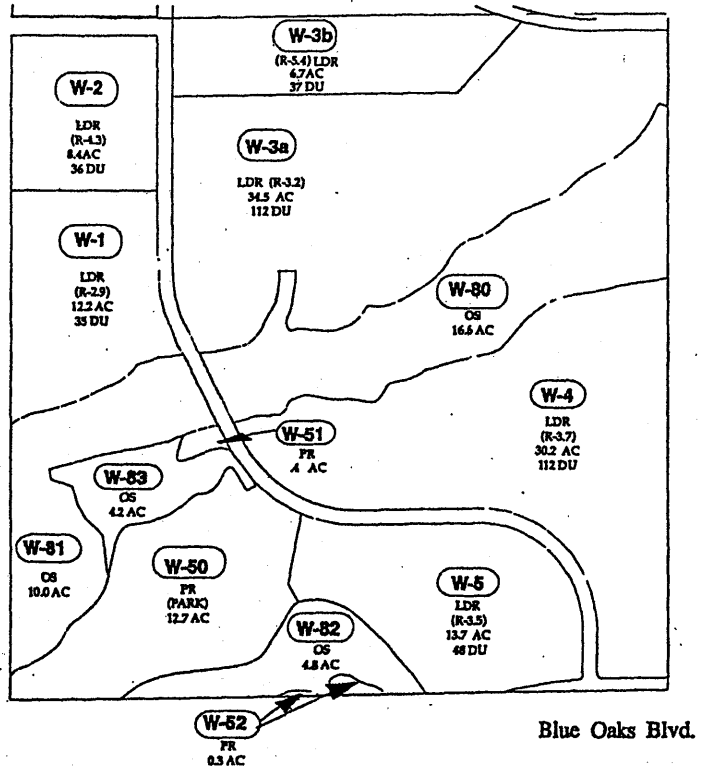 W-3b
(R-5.4) LDR
6.7AC
37 DU
W-2
LDR
(R-4.3)
8.4AC
36 DU
W-3a
LDR (R-3.2)
34.5 AC
112 DU
W-1
LDR
(R-2.9)
12.2 AC
35 DU
W-80
OS
16.6 AC
W-4
LDR
(R-3.7)
30.2 AC
112 DU
W-51
PR
.4 AC
W-83
OS
4.2 AC
W-81
OS
10.0 AC
W-50
PR
(PARK)
12.7 AC
W-5
LDR
(R-3.5)
13.7 AC
48 DU
W-82
OS
4.8 AC
W-52
PR
0.3 AC
Blue Oaks Blvd.